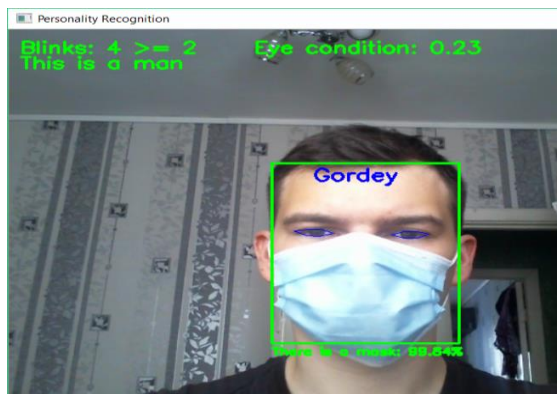 Personality Recognition
Blinks: 4 >= 2 Eye condition: 0.23
This is a man
Gordey
There is a mask: 99.84%